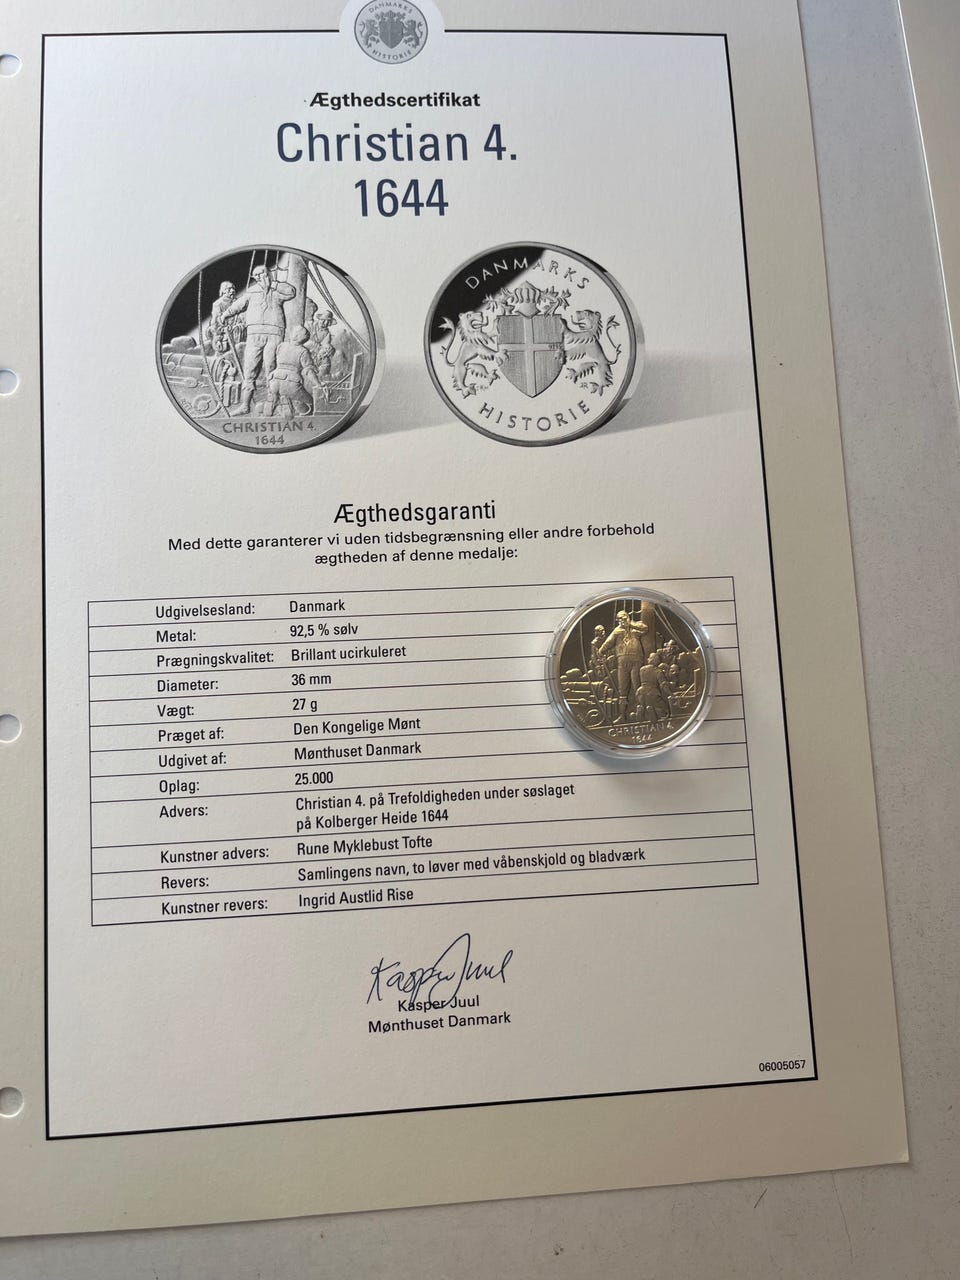 DANMARKS
HISTORIE
Ægthedscertifikat
Christian 4.
1644
CHRISTIAN 4.
1644
DANMARKS
HISTORIE
Ægthedsgaranti
Med dette garanterer vi uden tidsbegrænsning eller andre forbehold
ægtheden af denne medalje:
Udgivelsesland: Danmark
Metal: 92,5 % sølv
Prægningskvalitet: Brillant ucirkuleret
Diameter: 36 mm
Vægt: 27 g
Præget af: Den Kongelige Mønt
Udgivet af: Mønthuset Danmark
Oplag: 25.000
Advers: Christian 4. på Trefoldigheden under søslaget
på Kolberger Heide 1644
Kunstner advers: Rune Myklebust Tofte
Revers: Samlingens navn, to løver med våbenskjold og bladværk
Kunstner revers: Ingrid Austlid Rise
CHRISTIAN 4.
1644
Kasper Juul
Kasper Juul
Mønthuset Danmark
06005057